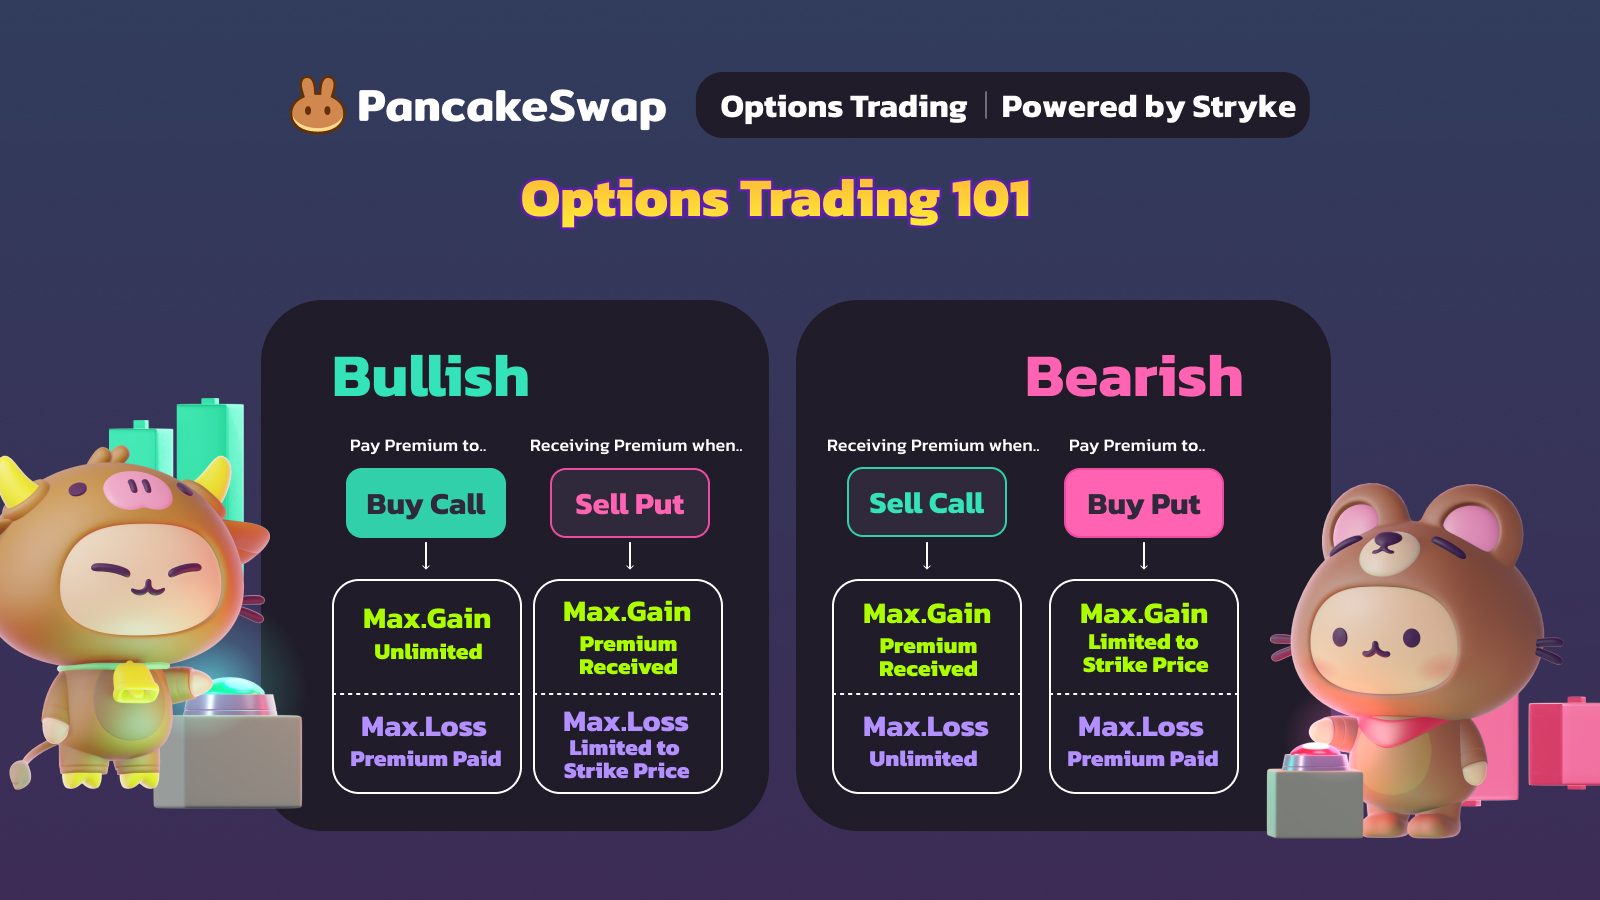 PancakeSwap
Options Trading | Powered by Stryke
Options Trading 101
Bullish
Pay Premium to..
Receiving Premium when..
Buy Call
Sell Put
Max.Gain
Unlimited
Max.Loss
Premium Paid
Max.Gain
Premium
Received
Max.Loss
Limited to
Strike Price
Bearish
Receiving Premium when..
Pay Premium to..
Sell Call
Buy Put
Max.Gain
Premium
Received
Max.Loss
Unlimited
Max.Gain
Limited to
Strike Price
Max.Loss
Premium Paid